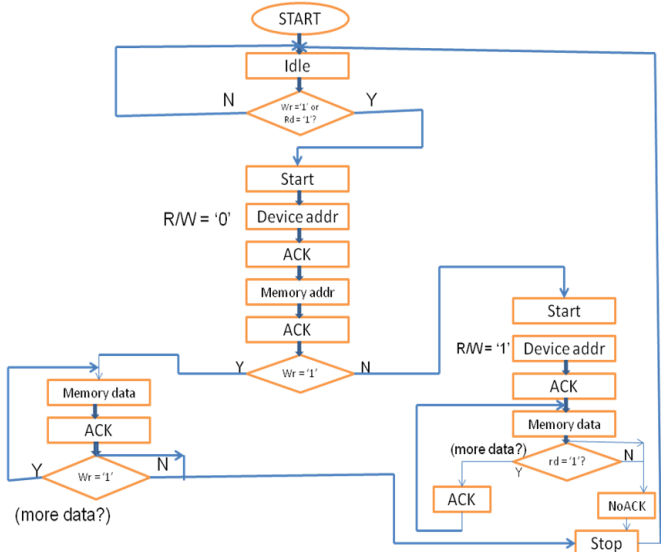 START
Idle
N
Wr ='1' or
Rd = '1'?
Y
Start
R/W = '0'
Device addr
ACK
Memory addr
ACK
Y
Wr = '1'
N
Start
R/W= '1'
Device addr
ACK
Memory data
(more data?)
Y
rd = '1'?
N
ACK
NoACK
Stop
Memory data
ACK
Y
Wr = '1'
N
(more data?)